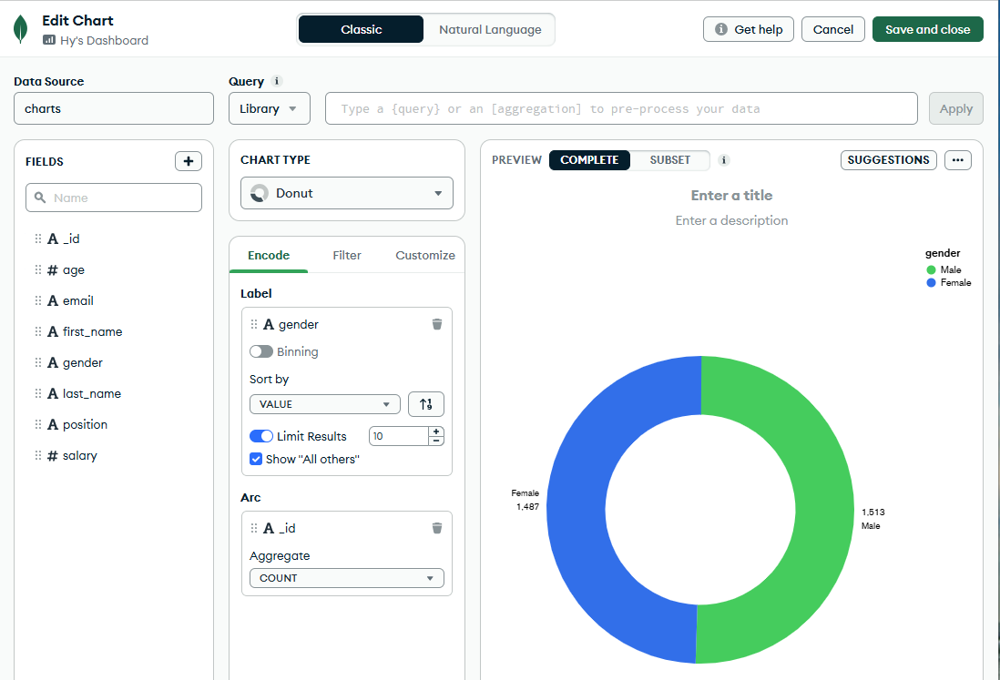 Edit Chart
Hy's Dashboard
Classic
Natural Language
Get help
Cancel
Save and close
Data Source
charts
Query
Library
Type a {query} or an [aggregation] to pre-process your data
Apply
FIELDS
Name
A _id
# age
A email
A first_name
A gender
A last_name
A position
# salary
CHART TYPE
Donut
Encode
Filter
Customize
Label
A gender
Binning
Sort by
VALUE
Limit Results
10
Show "All others"
Arc
A _id
Aggregate
COUNT
PREVIEW
COMPLETE
SUBSET
SUGGESTIONS
Enter a title
Enter a description
gender
Male
Female
Female
1,487
1,513
Male